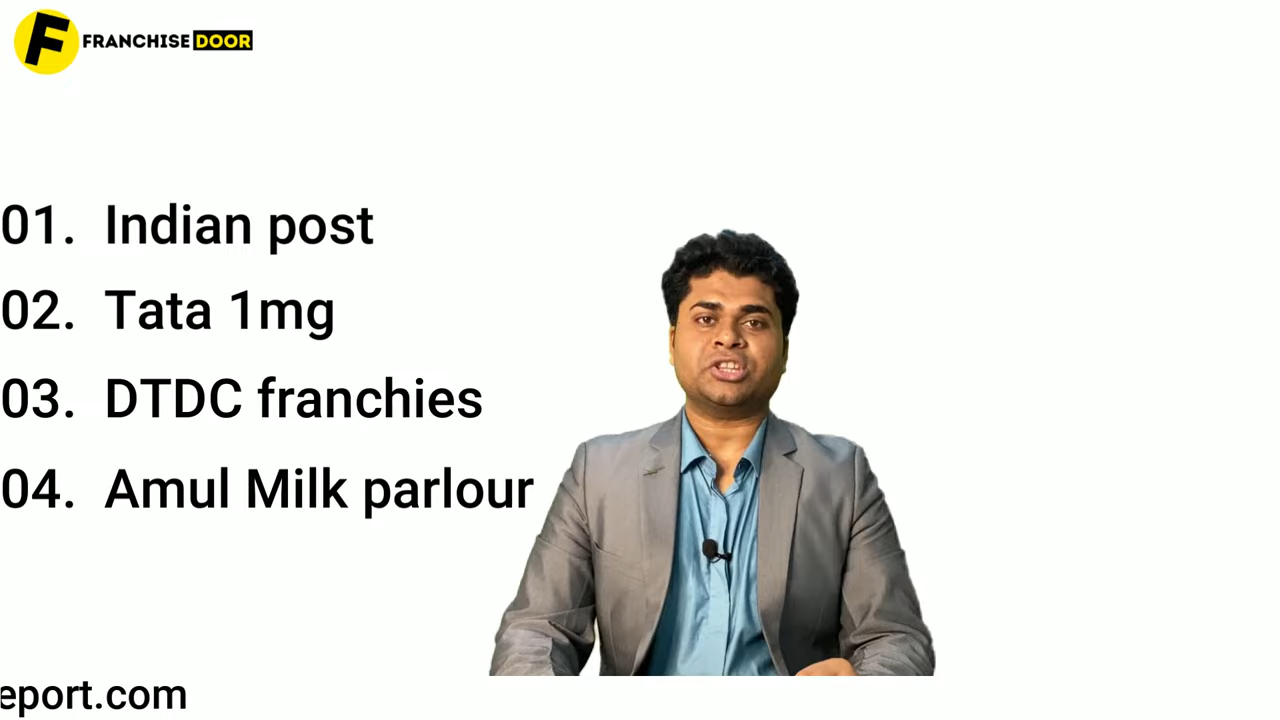 F FRANCHISE DOOR
01. Indian post
02. Tata 1mg
03. DTDC franchies
04. Amul Milk parlour
eport.com